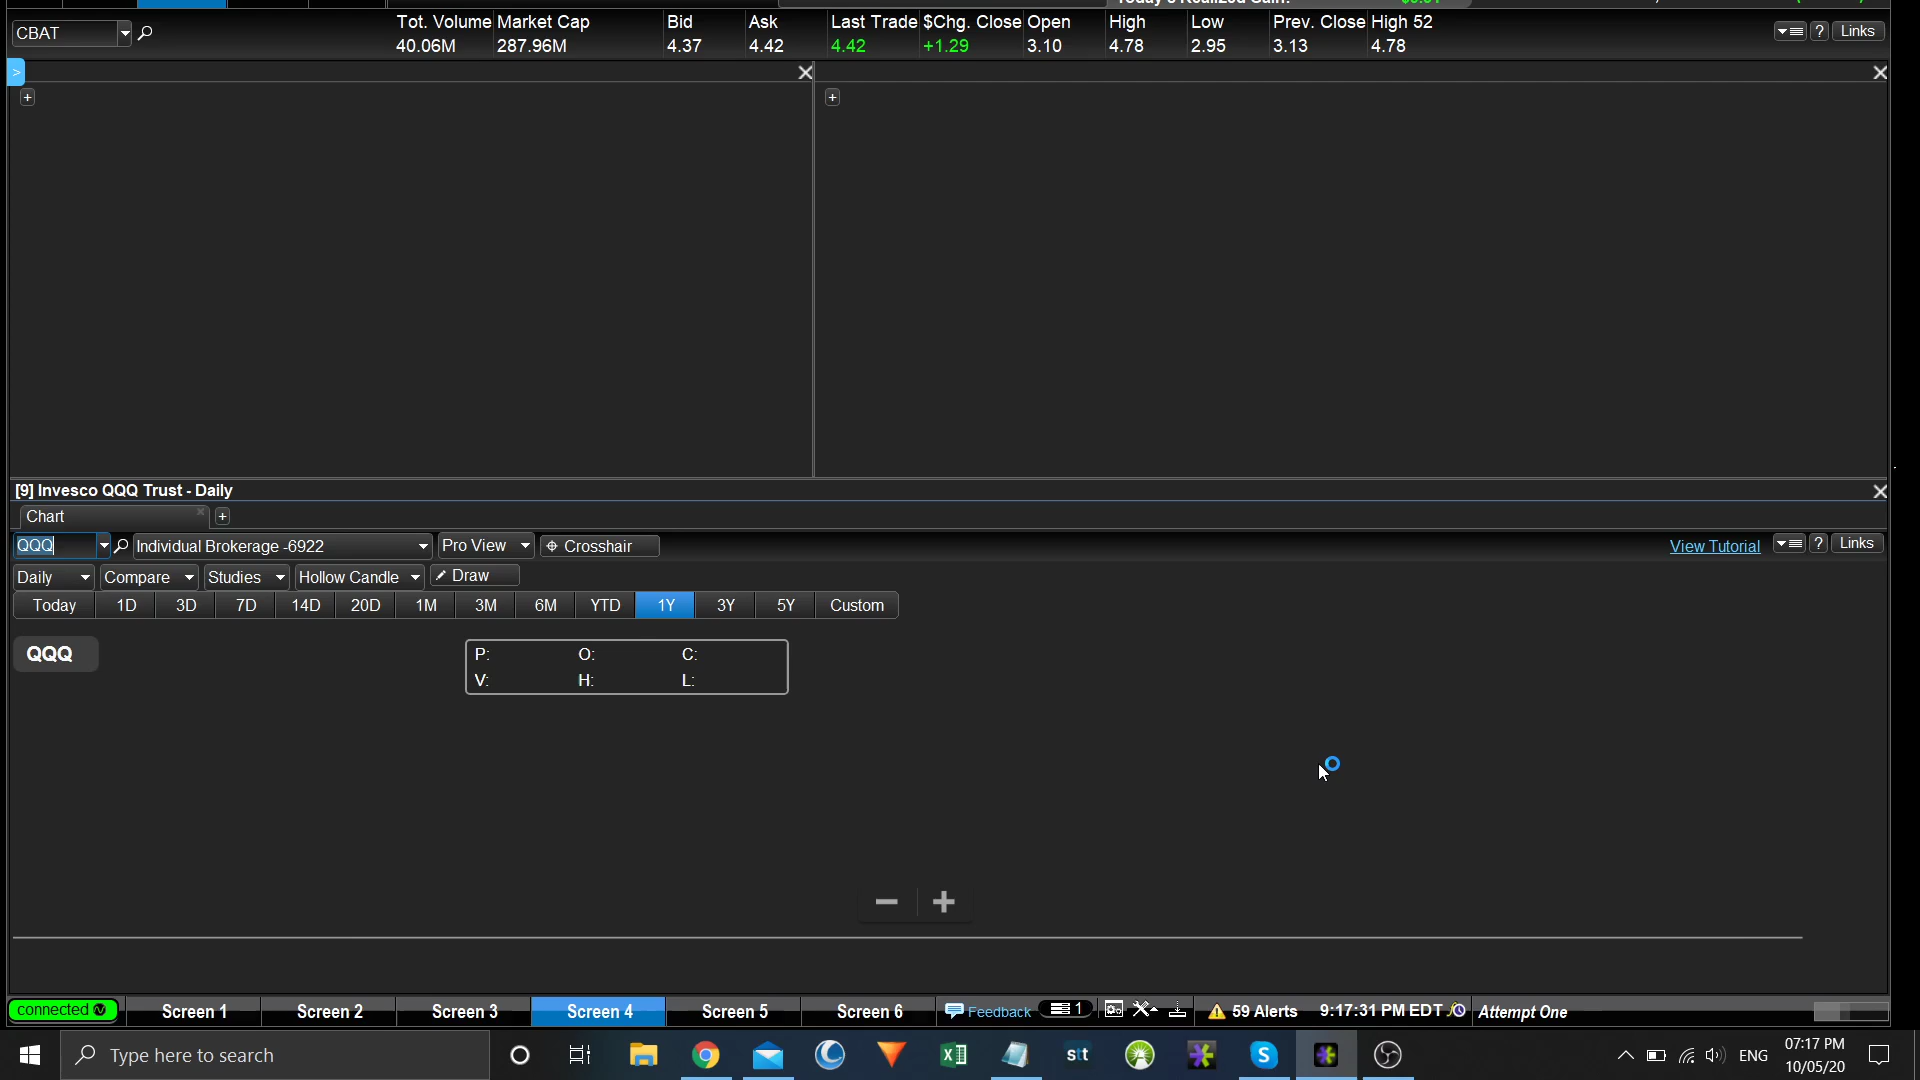 CBAT
Tot. Volume Market Cap Bid Ask Last Trade $Chg. Close Open High Low Prev. Close High 52
40.06M 287.96M 4.37 4.42 4.42 +1.29 3.10 4.78 2.95 3.13 4.78
? Links
>
+ +
[9] Invesco QQQ Trust - Daily
Chart +
QQQ Individual Brokerage -6922 Pro View Crosshair View Tutorial ? Links
Daily Compare Studies Hollow Candle Draw
Today 1D 3D 7D 14D 20D 1M 3M 6M YTD 1Y 3Y 5Y Custom
QQQ
P: O: C:
V: H: L:
− +
connected Screen 1 Screen 2 Screen 3 Screen 4 Screen 5 Screen 6 Feedback 1 59 Alerts 9:17:31 PM EDT Attempt One
Type here to search stt ENG 07:17 PM
10/05/20